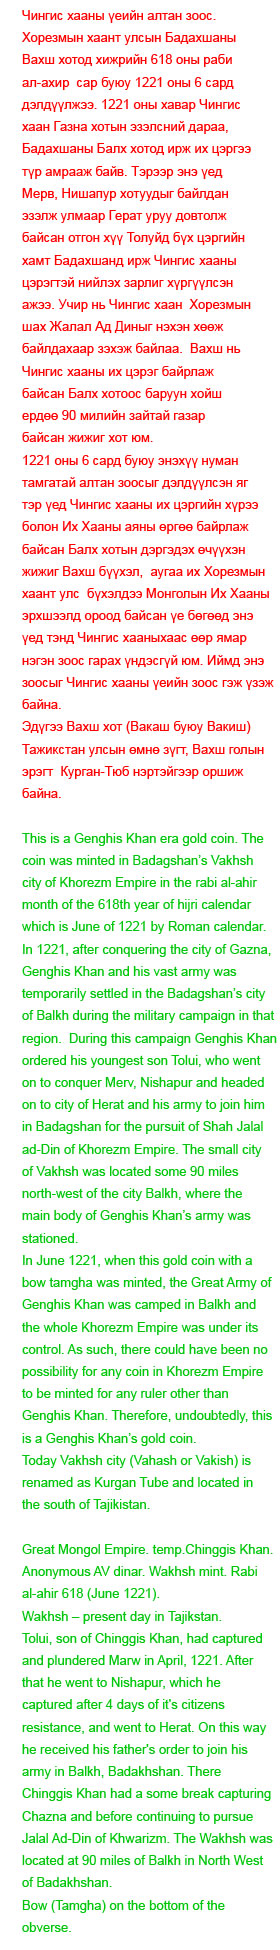 Чингис хааны үеийн алтан зоос.
Хорезмын хаант улсын Бадахшаны
Вахш хотод хижрийн 618 оны раби
ал-ахир  сар буюу 1221 оны 6 сард
дэлдүүлжээ. 1221 оны хавар Чингис
хаан Газна хотын эзэлсний дараа,
Бадахшаны Балх хотод ирж их цэргээ
түр амрааж байв. Тэрээр энэ үед
Мерв, Нишапур хотуудыг байлдан
эзэлж улмаар Герат уруу довтолж
байсан отгон хүү Толуйд бүх цэргийн
хамт Бадахшанд ирж Чингис хааны
цэрэгтэй нийлэх зарлиг хүргүүлсэн
ажээ. Учир нь Чингис хаан  Хорезмын
шах Жалал Ад Диныг нэхэн хөөж
байлдахаар зэхэж байлаа.  Вахш нь
Чингис хааны их цэрэг байрлаж
байсан Балх хотоос баруун хойш
ердөө 90 милийн зайтай газар
байсан жижиг хот юм.
1221 оны 6 сард буюу энэхүү нуман
тамгатай алтан зоосыг дэлдүүлсэн яг
тэр үед Чингис хааны их цэргийн хүрээ
болон Их Хааны аяны өргөө байрлаж
байсан Балх хотын дэргэдэх өчүүхэн
жижиг Вахш бүүхэл,  аугаа их Хорезмын
хаант улс  бүхэлдээ Монголын Их Хааны
эрхшээлд ороод байсан үе бөгөөд энэ
үед тэнд Чингис хааныхаас өөр ямар
нэгэн зоос гарах үндэсгүй юм. Иймд энэ
зоосыг Чингис хааны үеийн зоос гэж үзэж
байна.
Эдүгээ Вахш хот (Вакаш буюу Вакиш)
Тажикстан улсын өмнө зүгт, Вахш голын
эрэгт  Курган-Тюб нэртэйгээр оршиж
байна.

This is a Genghis Khan era gold coin. The
coin was minted in Badagshan's Vakhsh
city of Khorezm Empire in the rabi al-ahir
month of the 618th year of hijri calendar
which is June of 1221 by Roman calendar.
In 1221, after conquering the city of Gazna,
Genghis Khan and his vast army was
temporarily settled in the Badagshan's city
of Balkh during the military campaign in that
region.  During this campaign Genghis Khan
ordered his youngest son Tolui, who went
on to conquer Merv, Nishapur and headed
on to city of Herat and his army to join him
in Badagshan for the pursuit of Shah Jalal
ad-Din of Khorezm Empire. The small city
of Vakhsh was located some 90 miles
north-west of the city Balkh, where the
main body of Genghis Khan's army was
stationed.
In June 1221, when this gold coin with a
bow tamgha was minted, the Great Army of
Genghis Khan was camped in Balkh and
the whole Khorezm Empire was under its
control. As such, there could have been no
possibility for any coin in Khorezm Empire
to be minted for any ruler other than
Genghis Khan. Therefore, undoubtedly, this
is a Genghis Khan's gold coin.
Today Vakhsh city (Vahash or Vakish) is
renamed as Kurgan Tube and located in
the south of Tajikistan.

Great Mongol Empire. temp.Chinggis Khan.
Anonymous AV dinar. Wakhsh mint. Rabi
al-ahir 618 (June 1221).
Wakhsh – present day in Tajikstan.
Tolui, son of Chinggis Khan, had captured
and plundered Marw in April, 1221. After
that he went to Nishapur, which he
captured after 4 days of it's citizens
resistance, and went to Herat. On this way
he received his father's order to join his
army in Balkh, Badakhshan. There
Chinggis Khan had a some break capturing
Chazna and before continuing to pursue
Jalal Ad-Din of Khwarizm. The Wakhsh was
located at 90 miles of Balkh in North West
of Badakhshan.
Bow (Tamgha) on the bottom of the
obverse.